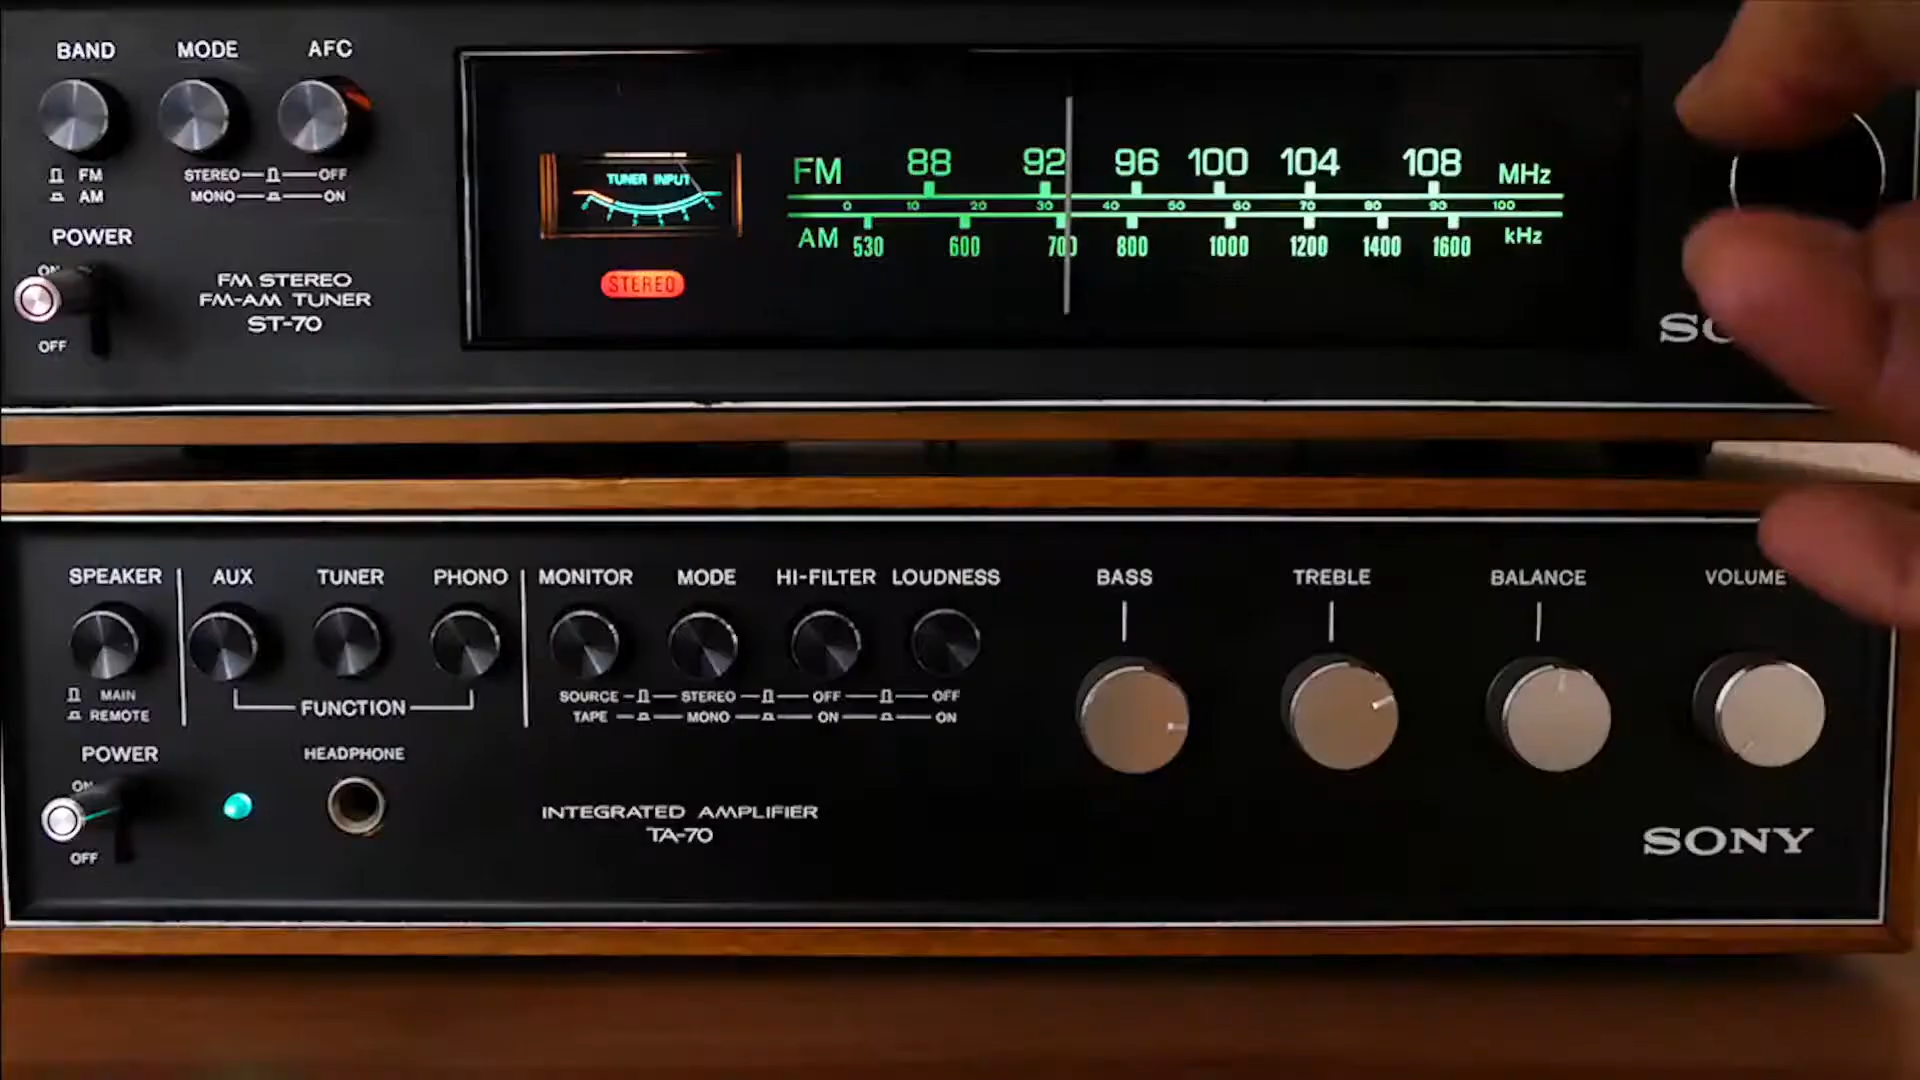 BAND MODE AFC
FM STEREO OFF
AM MONO ON
POWER
ON
OFF
FM STEREO
FM-AM TUNER
ST-70
TUNER INPUT
STEREO
FM 88 92 96 100 104 108 MHz
0 10 20 30 40 50 60 70 80 90 100
AM 530 600 700 800 1000 1200 1400 1600 kHz
SPEAKER AUX TUNER PHONO MONITOR MODE HI-FILTER LOUDNESS BASS TREBLE BALANCE VOLUME
MAIN
REMOTE
FUNCTION
SOURCE STEREO OFF OFF
TAPE MONO ON ON
POWER
ON
OFF
HEADPHONE
INTEGRATED AMPLIFIER
TA-70
SONY